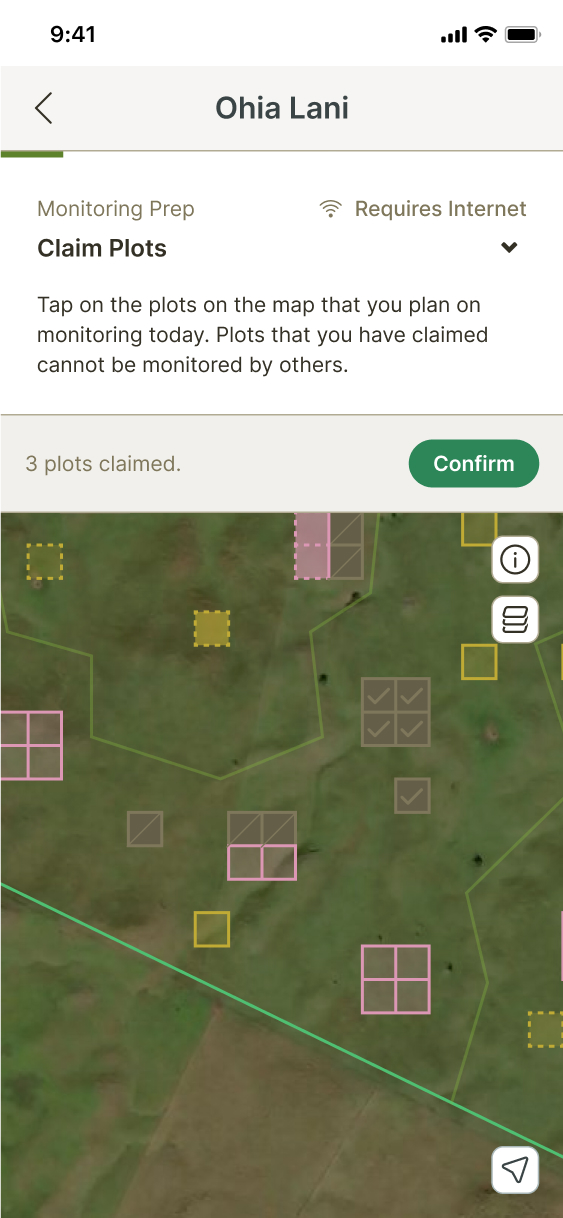 9:41
Ohia Lani
Monitoring Prep
Requires Internet
Claim Plots
Tap on the plots on the map that you plan on
monitoring today. Plots that you have claimed
cannot be monitored by others.
3 plots claimed.
Confirm